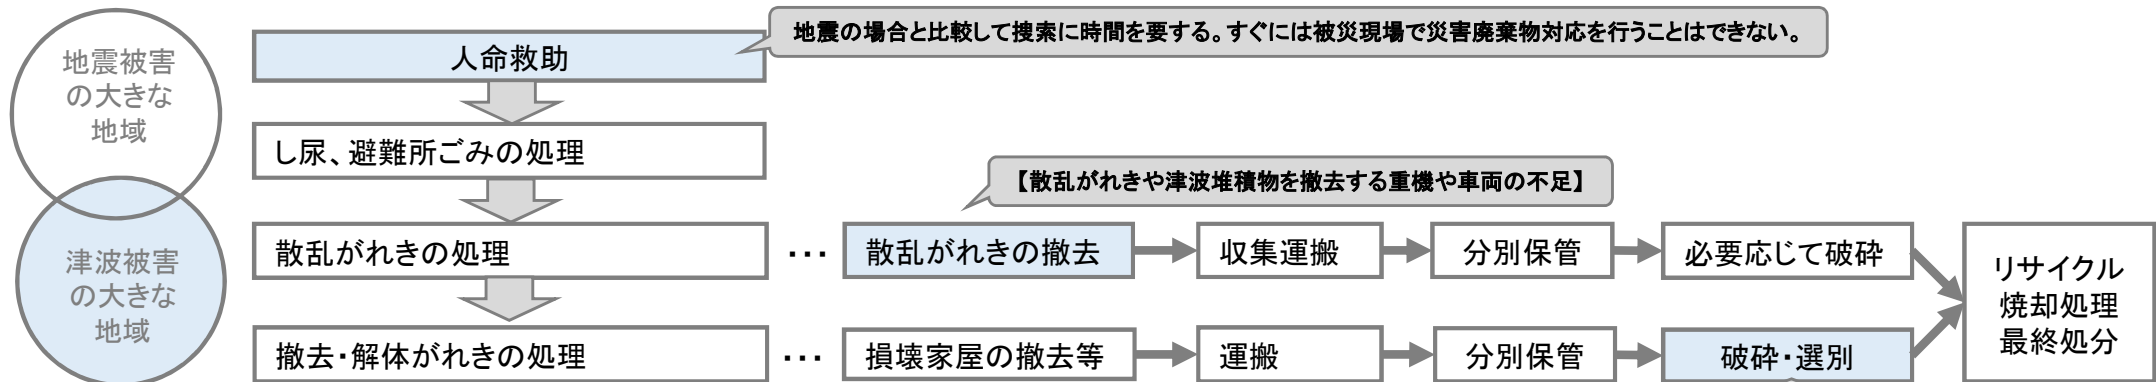 地震被害
の大きな
地域
津波被害
の大きな
地域
人命救助
地震の場合と比較して捜索に時間を要する。すぐには被災現場で災害廃棄物対応を行うことはできない。
し尿、避難所ごみの処理
【散乱がれきや津波堆積物を撤去する重機や車両の不足】
散乱がれきの処理
…
散乱がれきの撤去
収集運搬
分別保管
必要応じて破砕
撤去・解体がれきの処理
…
損壊家屋の撤去等
運搬
分別保管
破砕・選別
リサイクル
焼却処理
最終処分